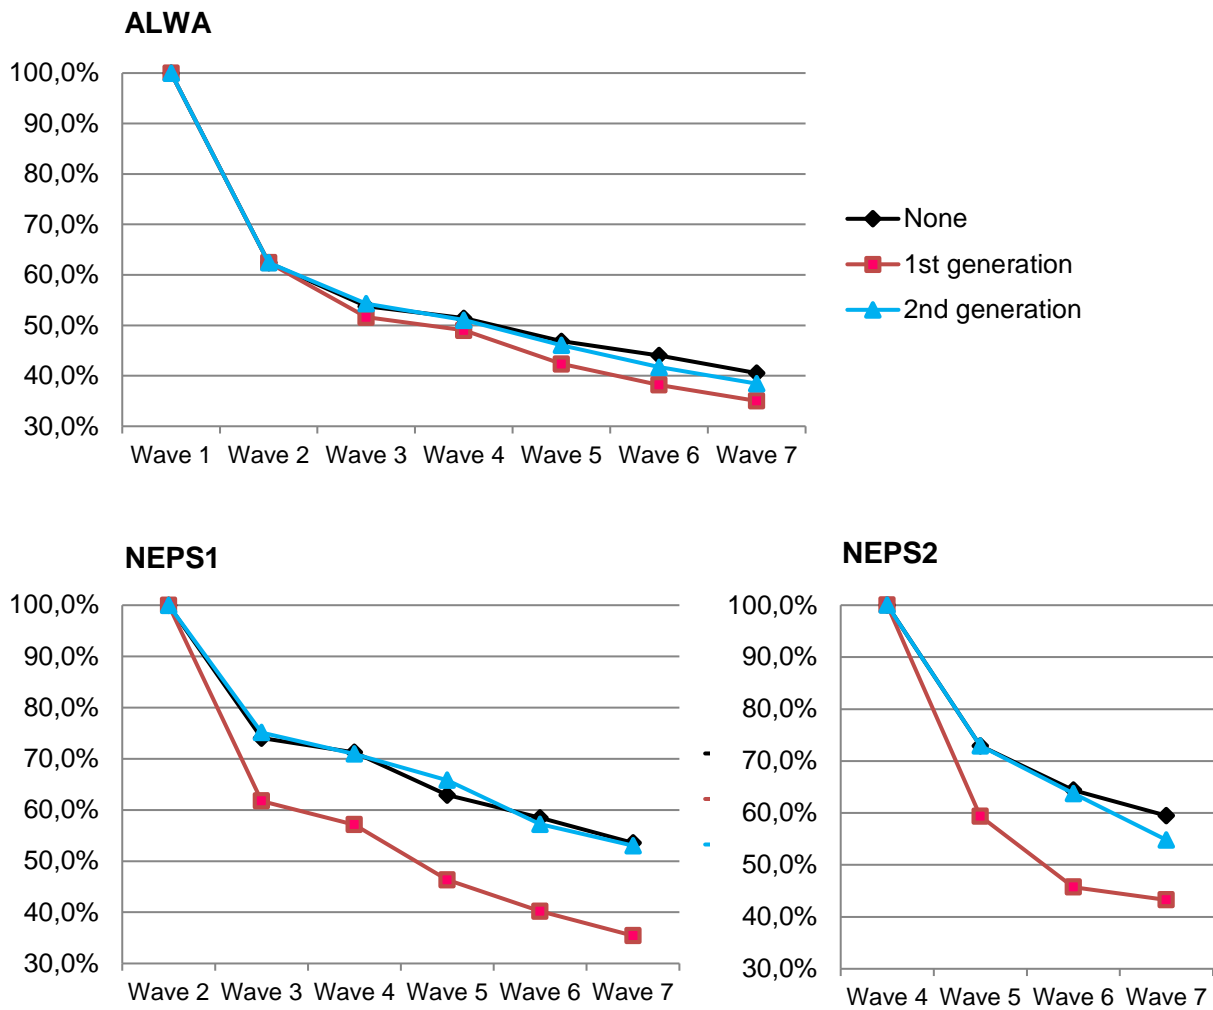 ALWA
100,0%
90,0%
80,0%
70,0%
60,0%
50,0%
40,0%
30,0%
Wave 1 Wave 2 Wave 3 Wave 4 Wave 5 Wave 6 Wave 7
None
1st generation
2nd generation
NEPS1
100,0%
90,0%
80,0%
70,0%
60,0%
50,0%
40,0%
30,0%
Wave 2 Wave 3 Wave 4 Wave 5 Wave 6 Wave 7
NEPS2
100,0%
90,0%
80,0%
70,0%
60,0%
50,0%
40,0%
30,0%
Wave 4 Wave 5 Wave 6 Wave 7